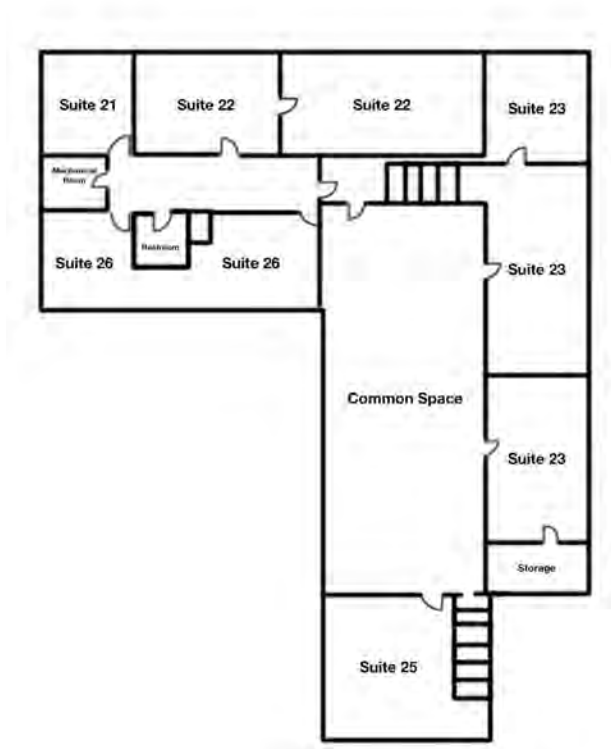 Suite 21
Suite 22
Suite 22
Suite 23
Mechanical
Room
Restroom
Suite 26
Suite 26
Suite 23
Common Space
Suite 23
Storage
Suite 25